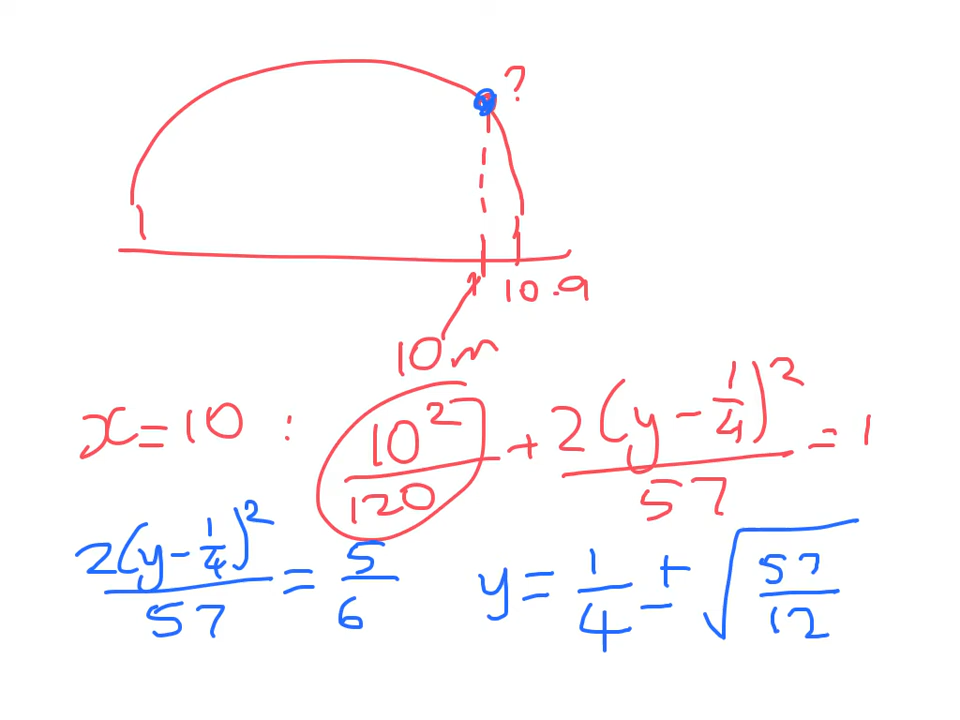 ?
10.9
10m
x=10 : 10²/120 + 2(y-1/4)²/57 = 1
2(y-1/4)²/57 = 5/6 y = 1/4 ± √(57/12)